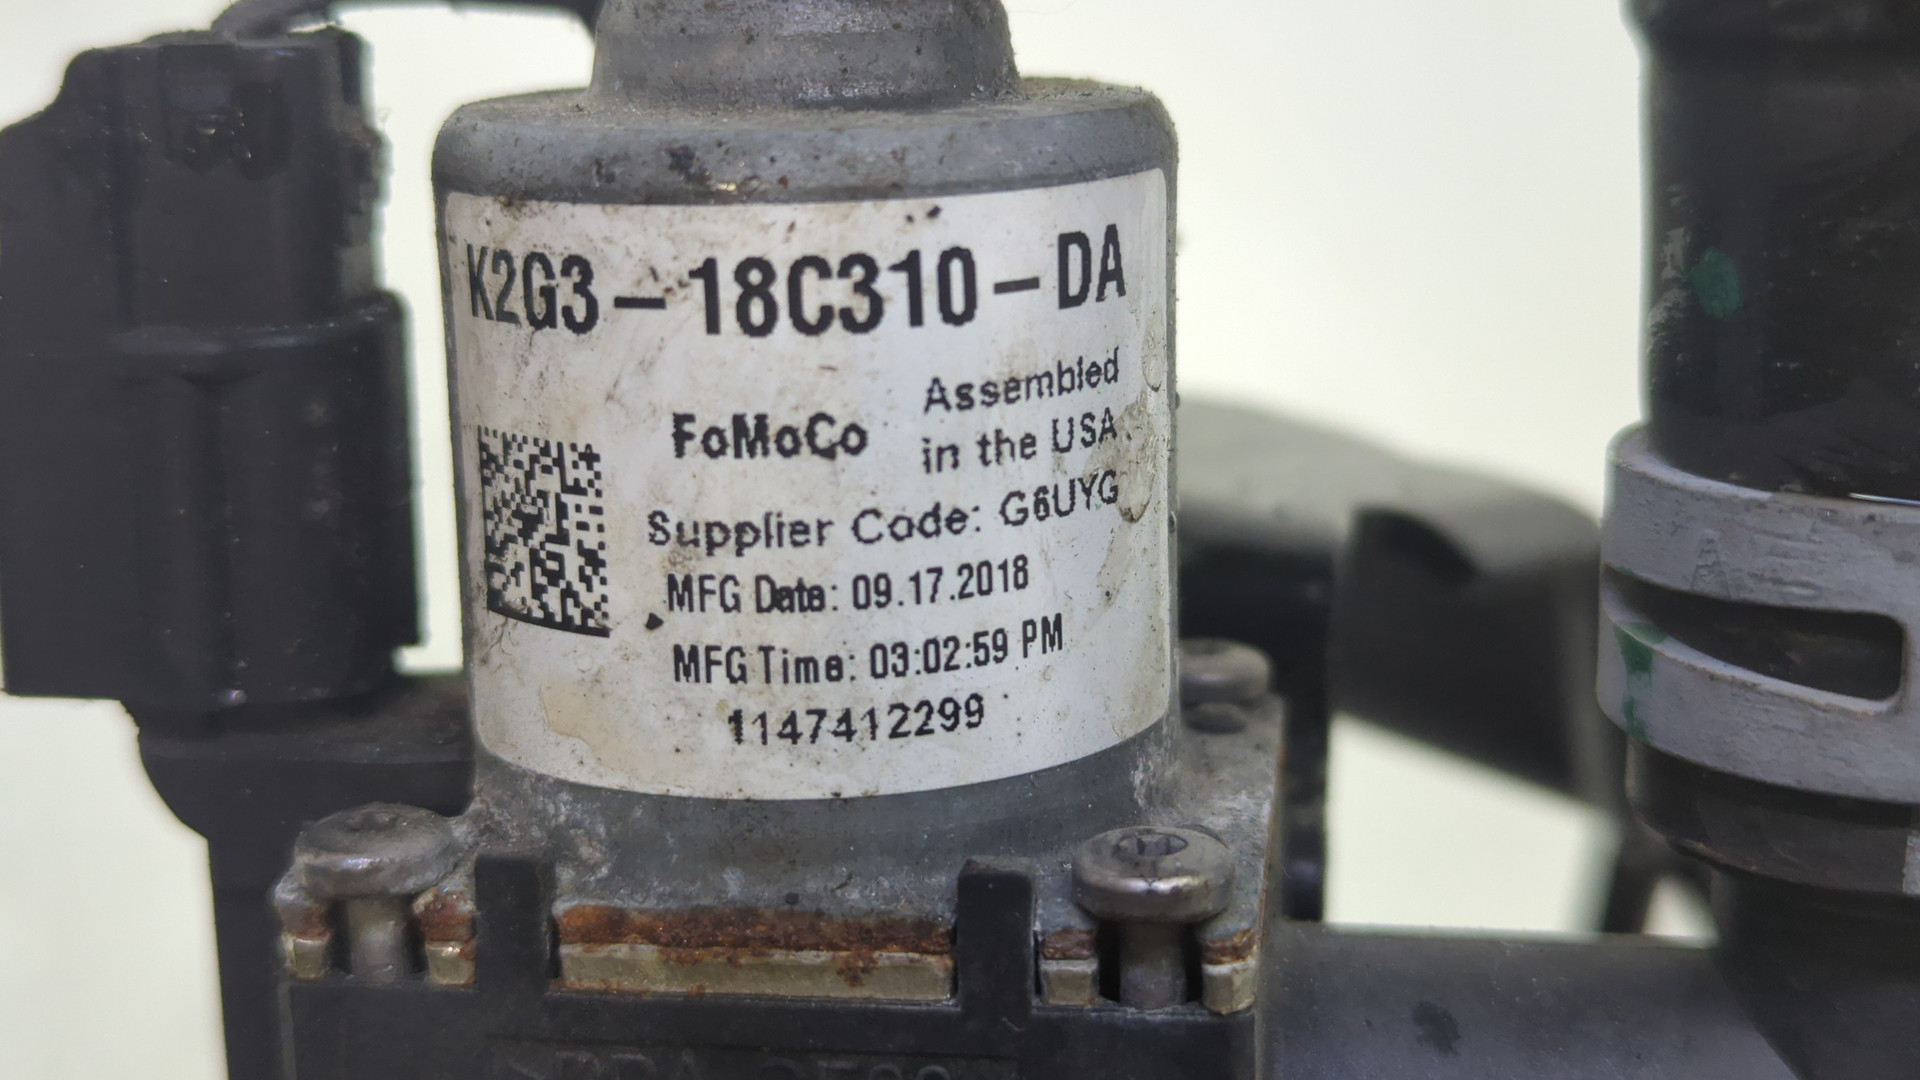 K2G3-18C310-DA
FoMoCo
Assembled
in the USA
Supplier Code: G6UYG
MFG Date: 09.17.2018
MFG Time: 03:02:59 PM
1147412299